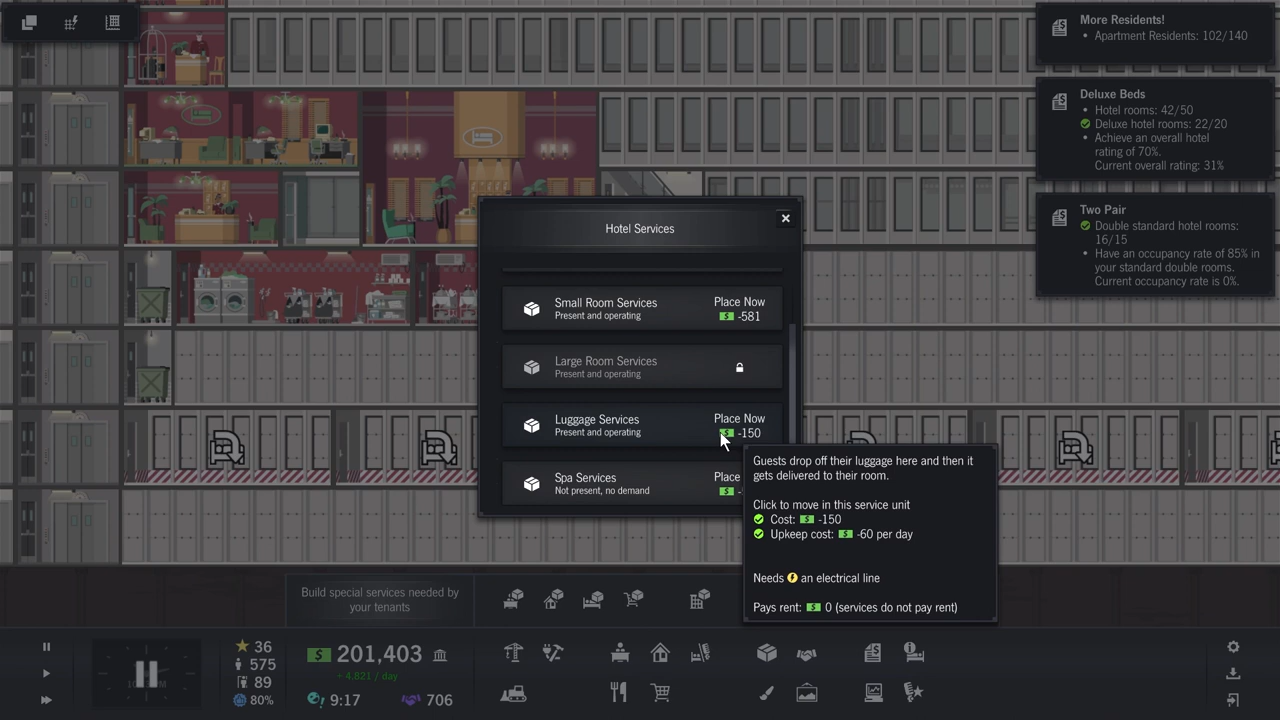 More Residents!
• Apartment Residents: 102/140
Deluxe Beds
• Hotel rooms: 42/50
Deluxe hotel rooms: 22/20
• Achieve an overall hotel
rating of 70%.
Current overall rating: 31%
Two Pair
Double standard hotel rooms:
16/15
• Have an occupancy rate of 85% in
your standard double rooms.
Current occupancy rate is 0%.
Hotel Services
Small Room Services
Present and operating
Place Now
-581
Large Room Services
Present and operating
Luggage Services
Present and operating
Place Now
-150
Spa Services
Not present, no demand
Place
Guests drop off their luggage here and then it
gets delivered to their room.
Click to move in this service unit
Cost: $ -150
Upkeep cost: $ -60 per day
Needs an electrical line
Pays rent: $ 0 (services do not pay rent)
Build special services needed by
your tenants
36
575
89
80%
$ 201,403
+ 4,821 / day
9:17
706